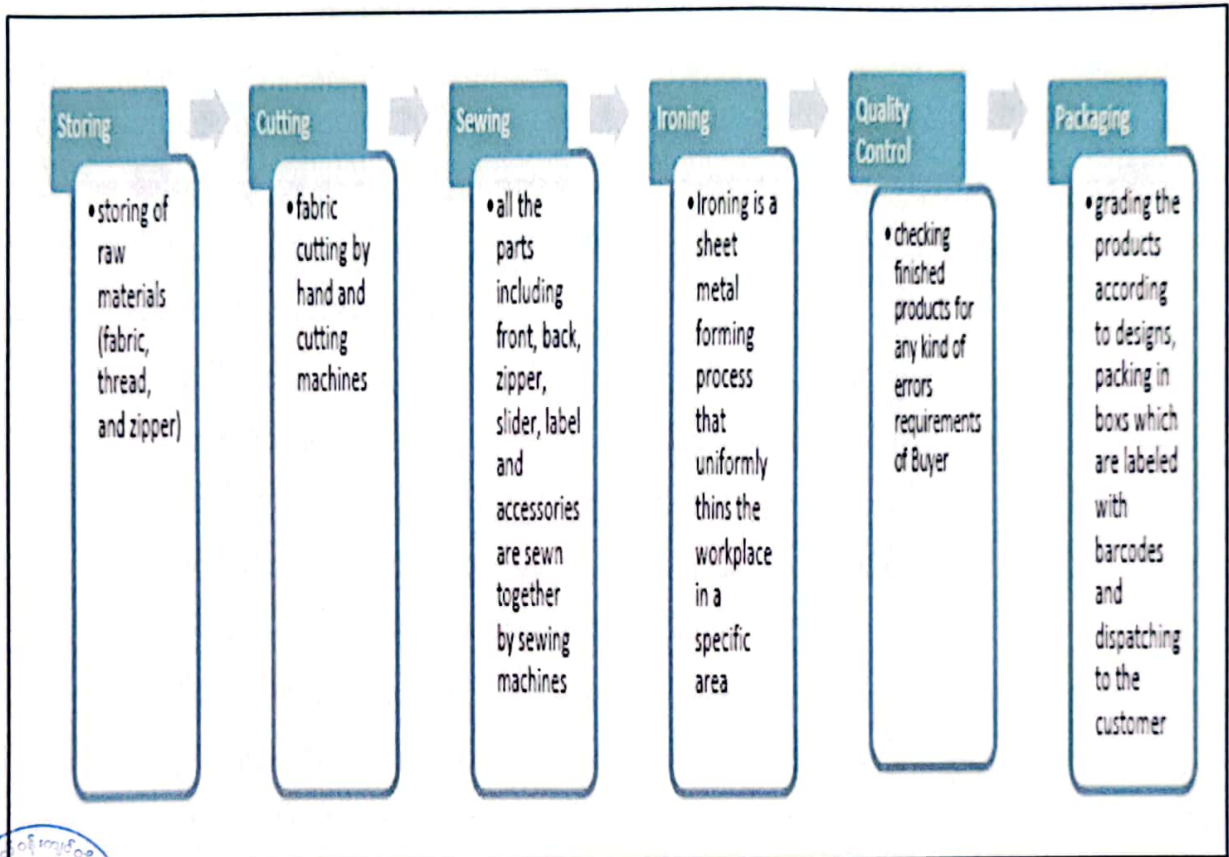 Storing
•storing of
raw
materials
(fabric,
thread,
and zipper)
Cutting
•fabric
cutting by
hand and
cutting
machines
Sewing
•all the
parts
including
front, back,
zipper,
slider, label
and
accessories
are sewn
together
by sewing
machines
Ironing
•Ironing is a
sheet
metal
forming
process
that
uniformly
thins the
workplace
in a
specific
area
Quality
Control
•checking
finished
products for
any kind of
errors
requirements
of Buyer
Packaging
•grading the
products
according
to designs,
packing in
boxs which
are labeled
with
barcodes
and
dispatching
to the
customer